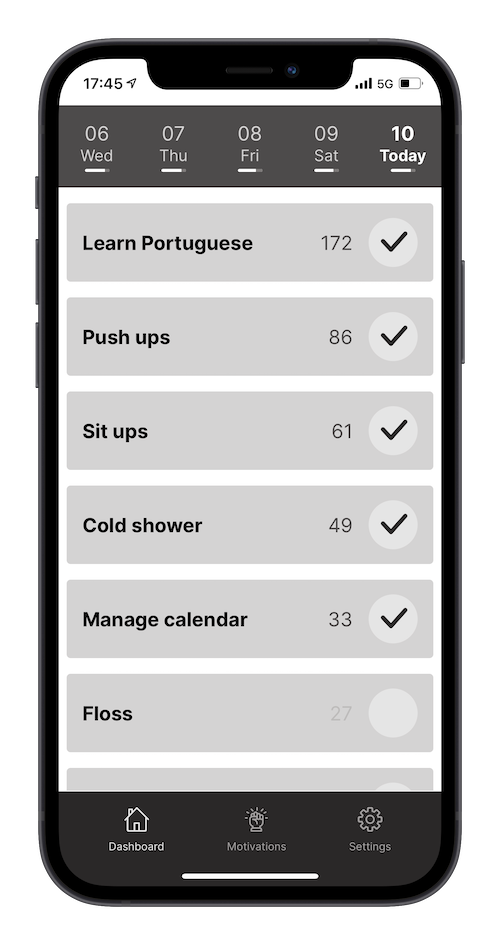 17:45 5G
06 07 08 09 10
Wed Thu Fri Sat Today
Learn Portuguese 172
Push ups 86
Sit ups 61
Cold shower 49
Manage calendar 33
Floss 27
Dashboard Motivations Settings